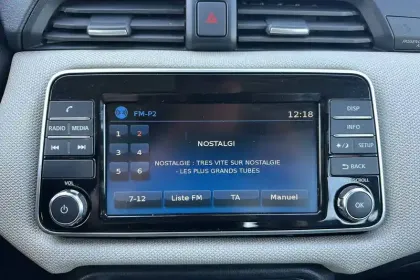 FM-P2
12:18
DISP
INFO
SETUP
BACK
SCROLL
OK
RADIO
MEDIA
VOL
1 2
3 4
5 6
NOSTALGI
NOSTALGIE : TRES VITE SUR NOSTALGIE
- LES PLUS GRANDS TUBES
7-12
Liste FM
TA
Manuel